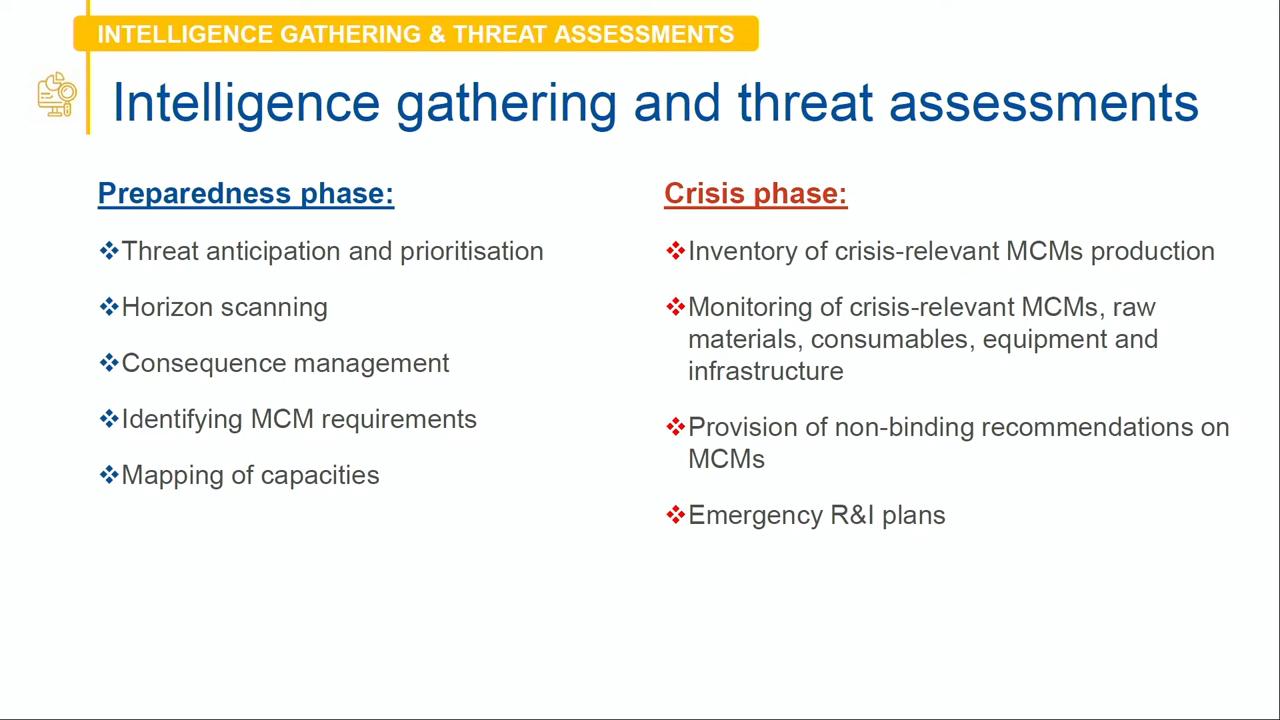 INTELLIGENCE GATHERING & THREAT ASSESSMENTS
Intelligence gathering and threat assessments
Preparedness phase:
Threat anticipation and prioritisation
Horizon scanning
Consequence management
Identifying MCM requirements
Mapping of capacities
Crisis phase:
Inventory of crisis-relevant MCMs production
Monitoring of crisis-relevant MCMs, raw
materials, consumables, equipment and
infrastructure
Provision of non-binding recommendations on
MCMs
Emergency R&I plans